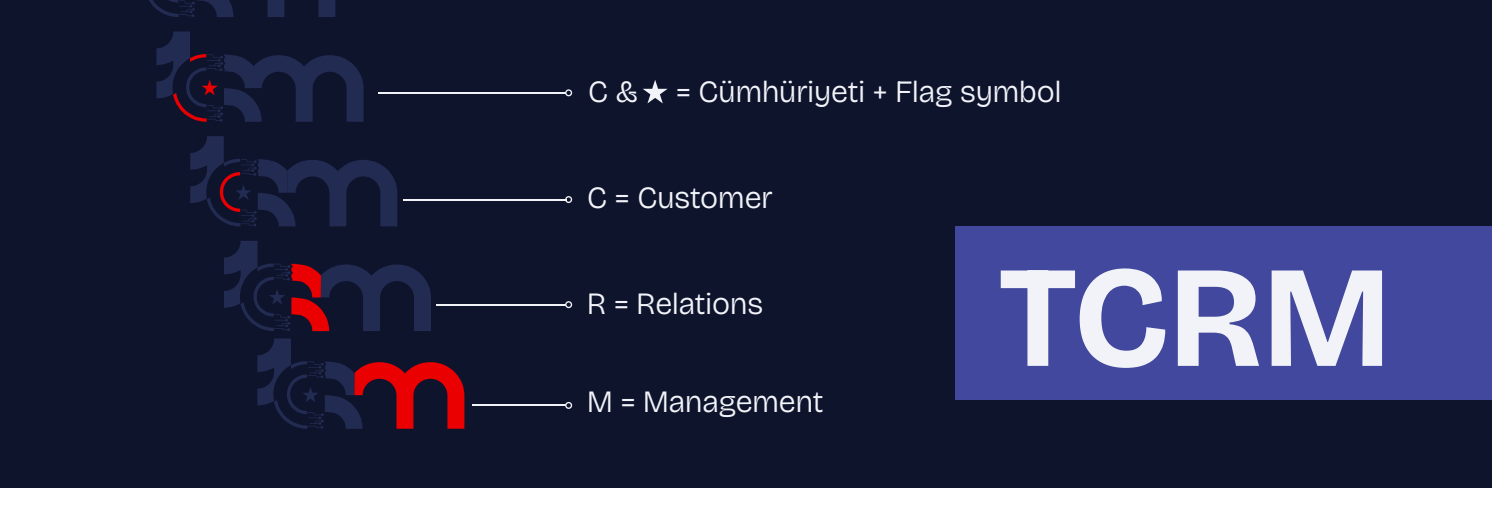 C & ★ = Cümhüriyeti + Flag symbol
C = Customer
R = Relations
M = Management
TCRM